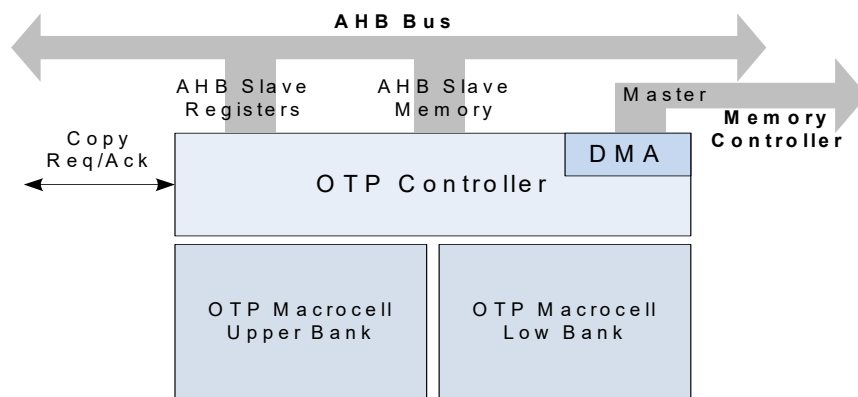 AHB Bus
AHB Slave
Registers
AHB Slave
Memory
Master
Memory
Controller
Copy
Req/Ack
DMA
OTP Controller
OTP Macrocell
Upper Bank
OTP Macrocell
Low Bank